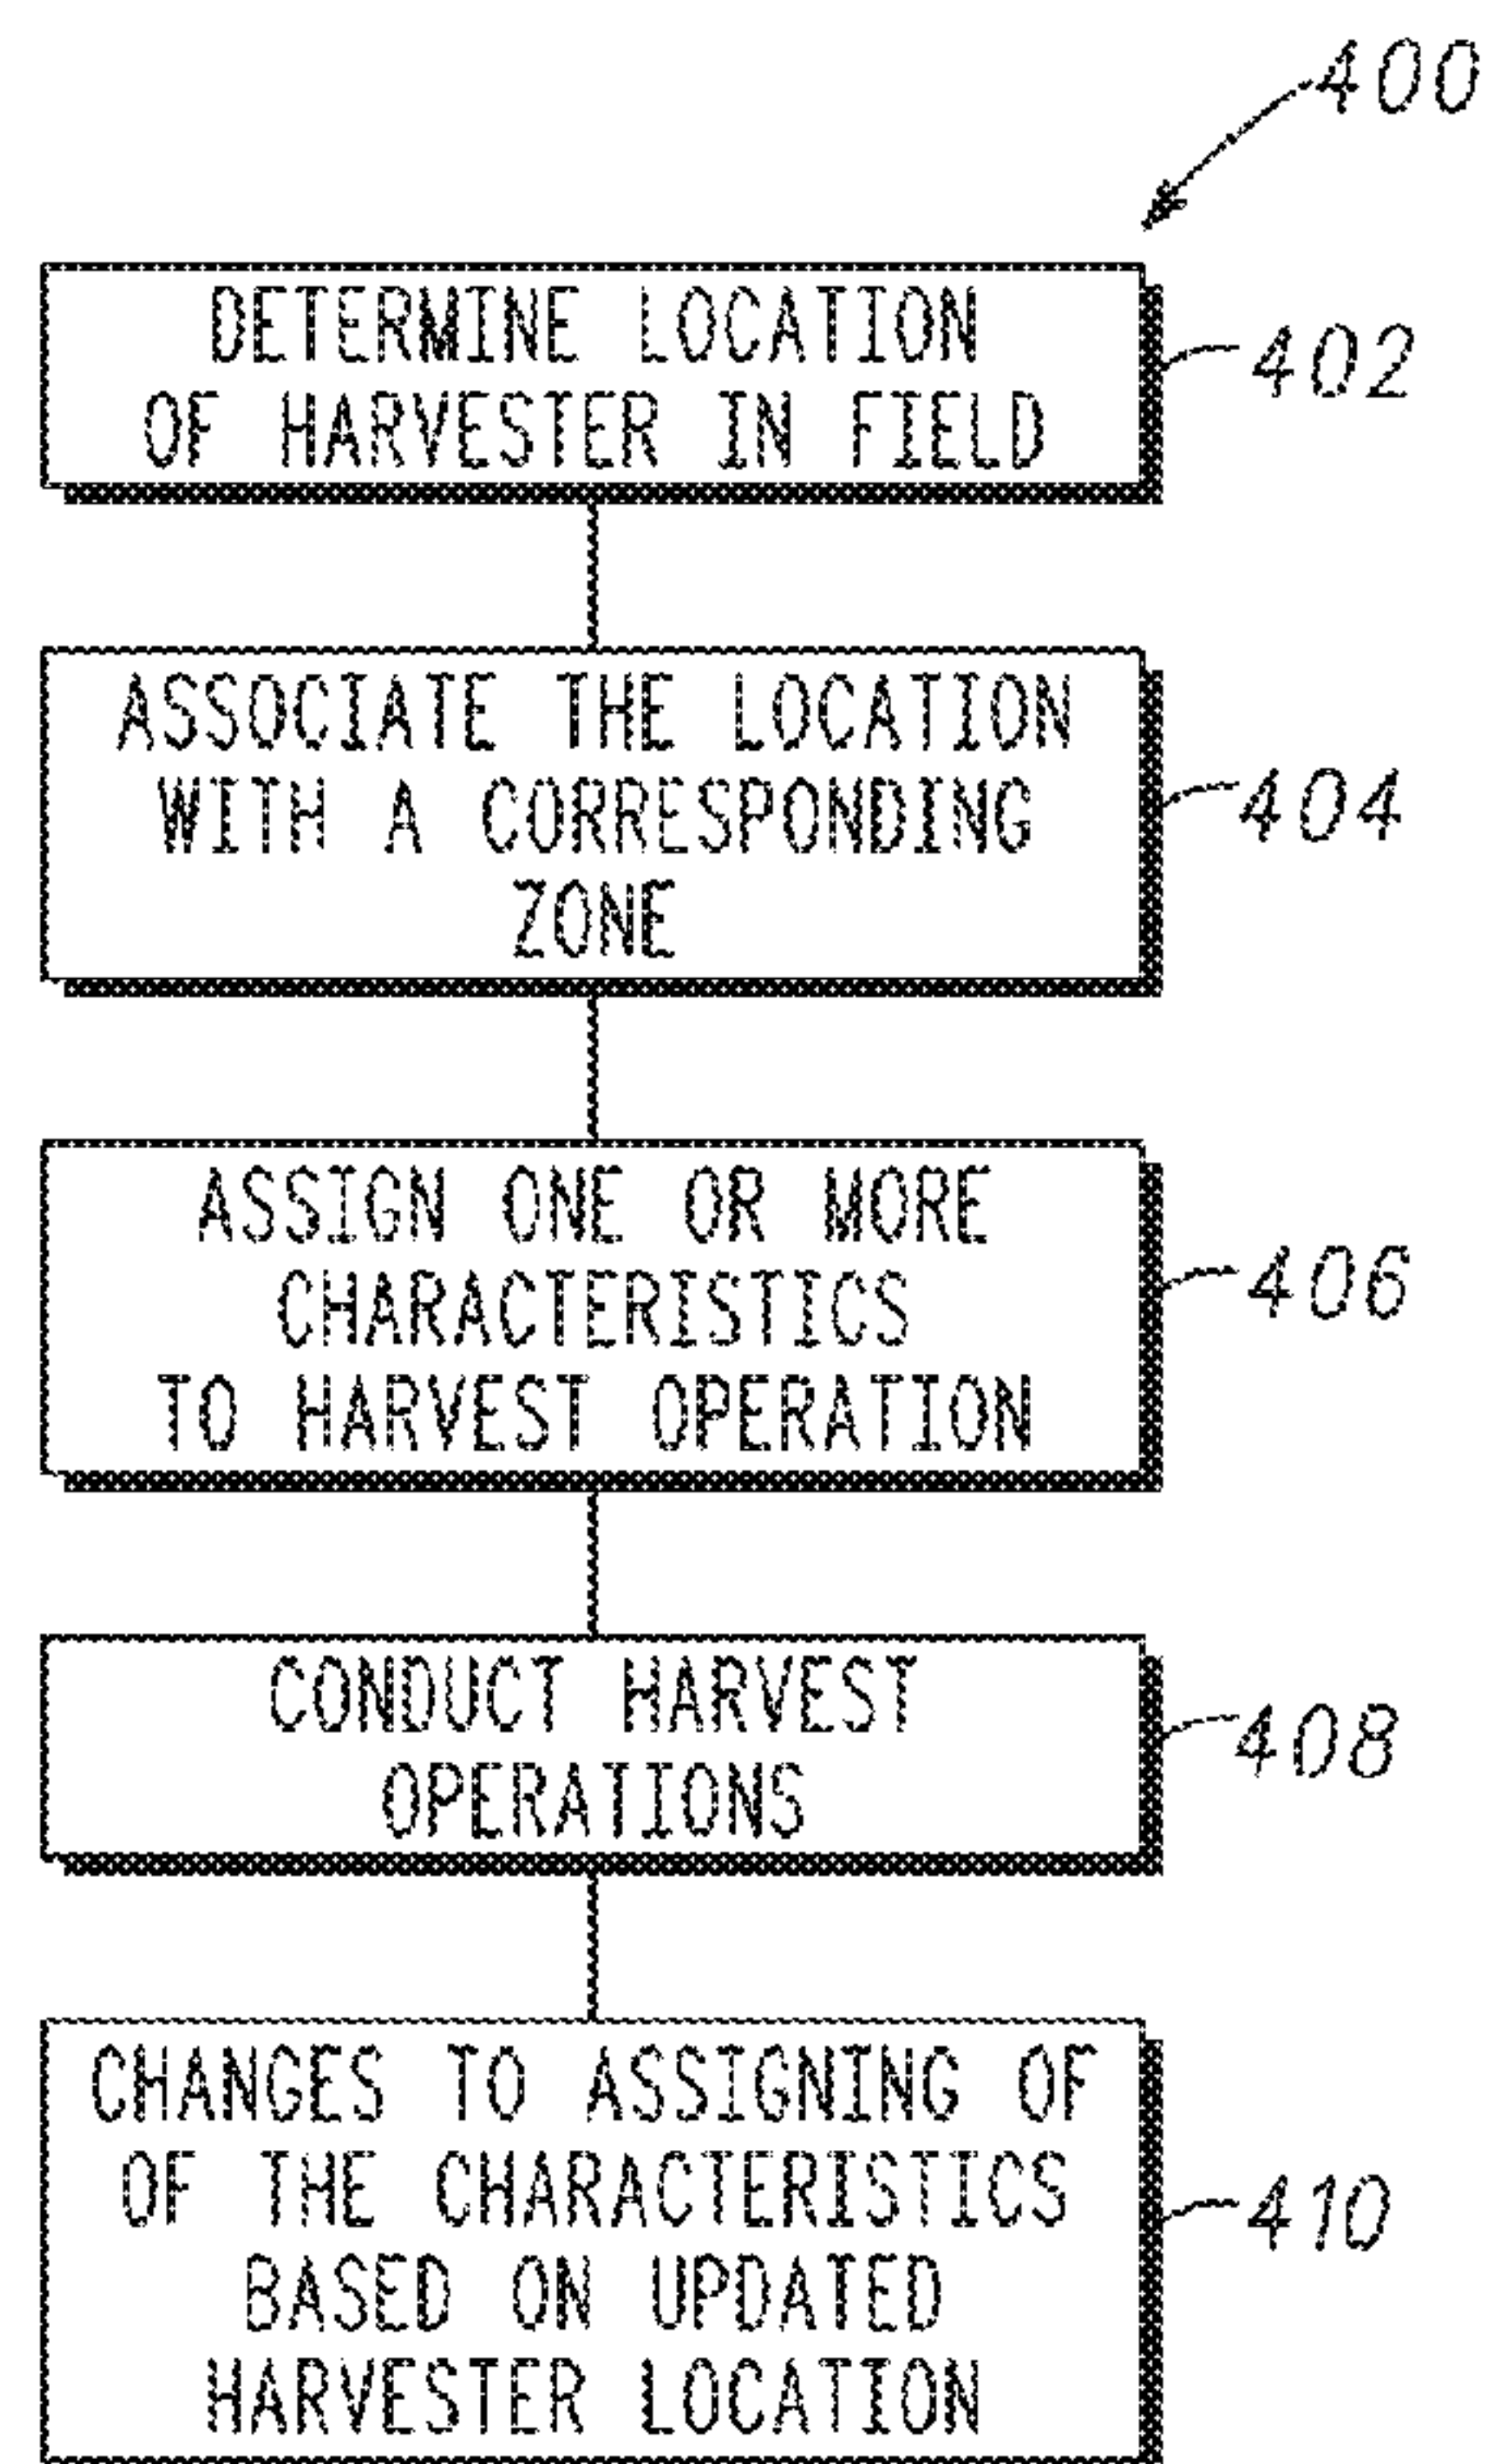 400
DETERMINE LOCATION
OF HARVESTER IN FIELD
402
ASSOCIATE THE LOCATION
WITH A CORRESPONDING
ZONE
404
ASSIGN ONE OR MORE
CHARACTERISTICS
TO HARVEST OPERATION
406
CONDUCT HARVEST
OPERATIONS
408
CHANGES TO ASSIGNING OF
OF THE CHARACTERISTICS
BASED ON UPDATED
HARVESTER LOCATION
410